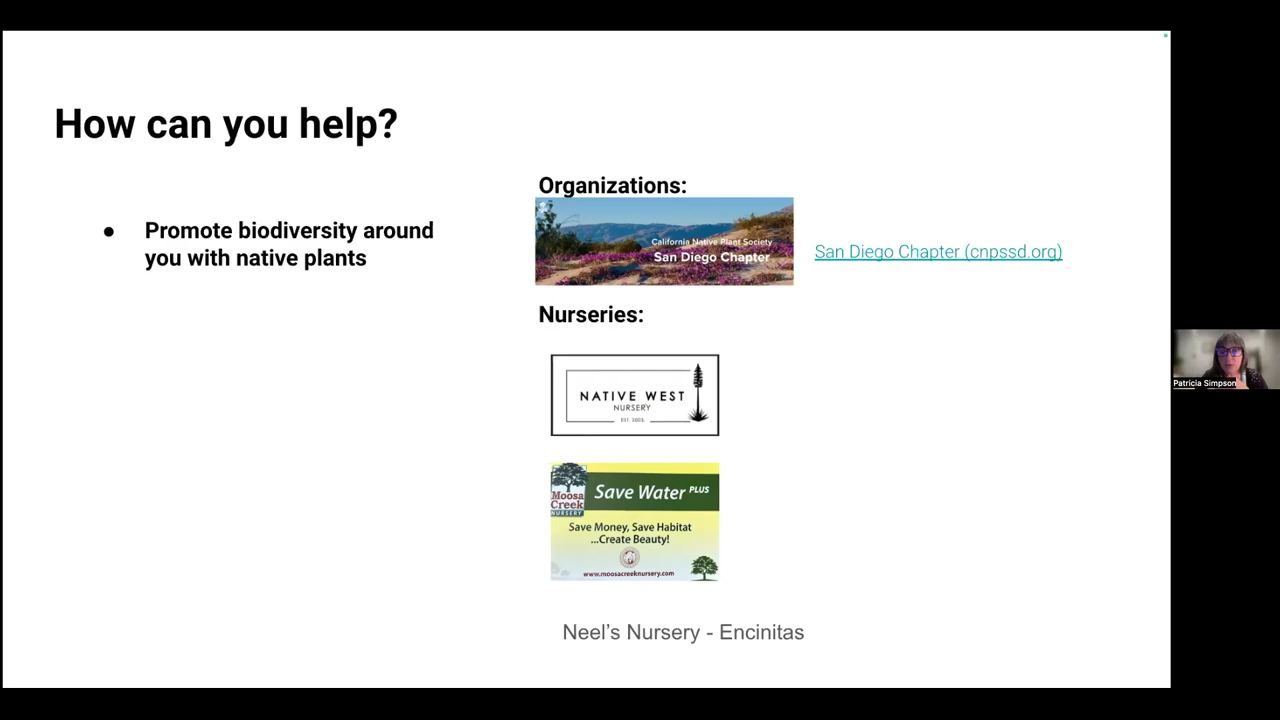 How can you help?
● Promote biodiversity around
you with native plants
Organizations:
California Native Plant Society
San Diego Chapter
San Diego Chapter (cnpssd.org)
Nurseries:
NATIVE WEST
NURSERY
Moosa
Creek
NURSERY
Save Water PLUS
Save Money, Save Habitat
...Create Beauty!
www.moosacreeknursery.com
Neel's Nursery - Encinitas
Patricia Simpson